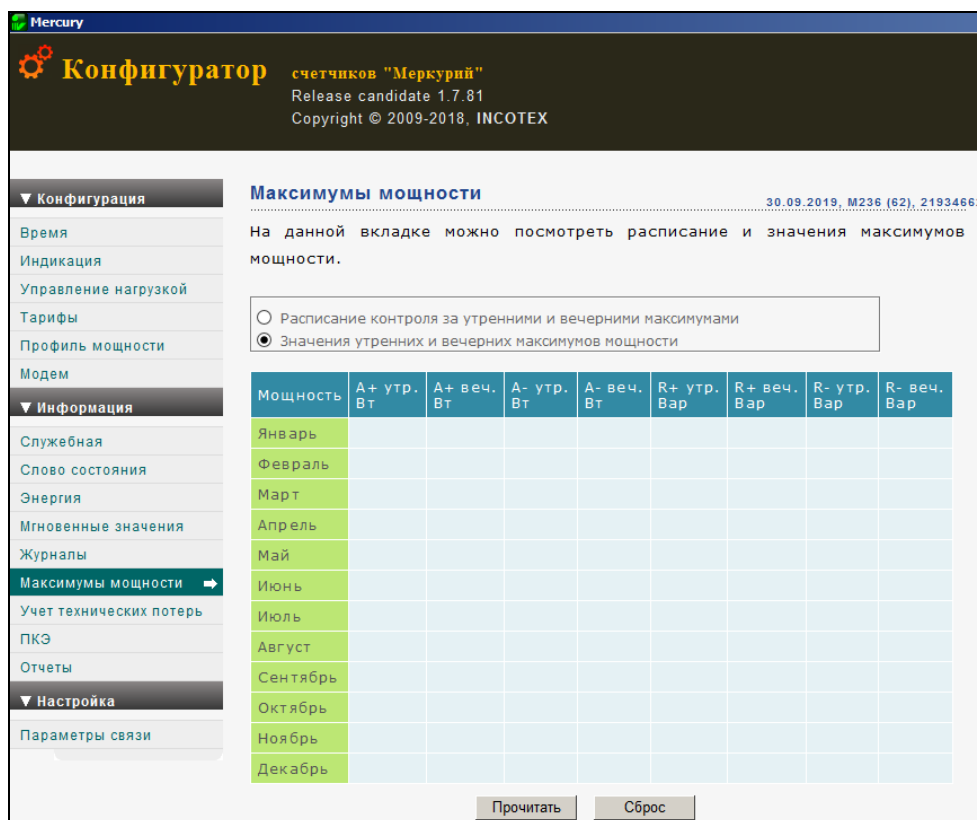 Mercury
Конфигуратор счетчиков "Меркурий"
Release candidate 1.7.81
Copyright © 2009-2018, INCOTEX
▼ Конфигурация
Время
Индикация
Управление нагрузкой
Тарифы
Профиль мощности
Модем
▼ Информация
Служебная
Слово состояния
Энергия
Мгновенные значения
Журналы
Максимумы мощности
Учет технических потерь
ПКЭ
Отчеты
▼ Настройка
Параметры связи
Максимумы мощности
30.09.2019, М236 (62),
На данной вкладке можно посмотреть расписание и значения максимумов
мощности.
Расписание контроля за утренними и вечерними максимумами
Значения утренних и вечерних максимумов мощности
Мощность A+ утр. Вт A+ веч. Вт A- утр. Вт A- веч. Вт R+ утр. Вар R+ веч. Вар R- утр. Вар R- веч. Вар
Январь
Февраль
Март
Апрель
Май
Июнь
Июль
Август
Сентябрь
Октябрь
Ноябрь
Декабрь
Прочитать Сброс